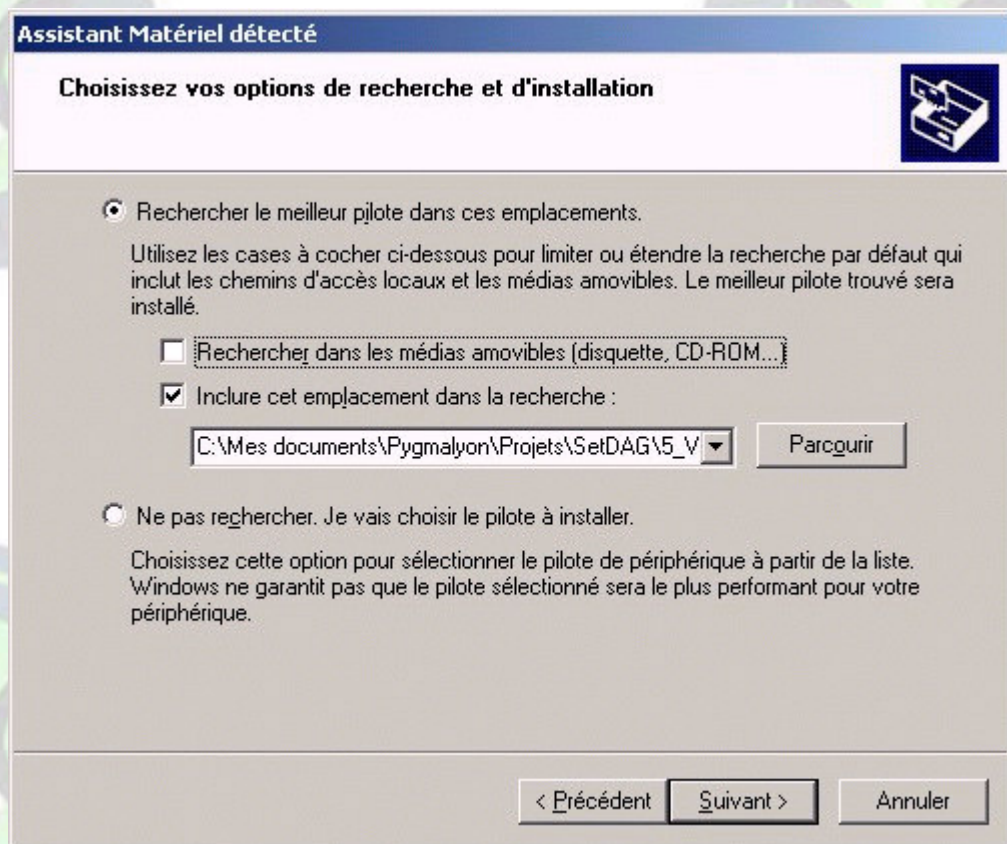 Assistant Matériel détecté
Choisissez vos options de recherche et d'installation
Rechercher le meilleur pilote dans ces emplacements.
Utilisez les cases à cocher ci-dessous pour limiter ou étendre la recherche par défaut qui
inclut les chemins d'accès locaux et les médias amovibles. Le meilleur pilote trouvé sera
installé.
Rechercher dans les médias amovibles (disquette, CD-ROM...)
Inclure cet emplacement dans la recherche :
C:\Mes documents\Pygmalyon\Projets\SetDAG\5_V
Parcourir
Ne pas rechercher. Je vais choisir le pilote à installer.
Choisissez cette option pour sélectionner le pilote de périphérique à partir de la liste.
Windows ne garantit pas que le pilote sélectionné sera le plus performant pour votre
périphérique.
< Précédent
Suivant >
Annuler